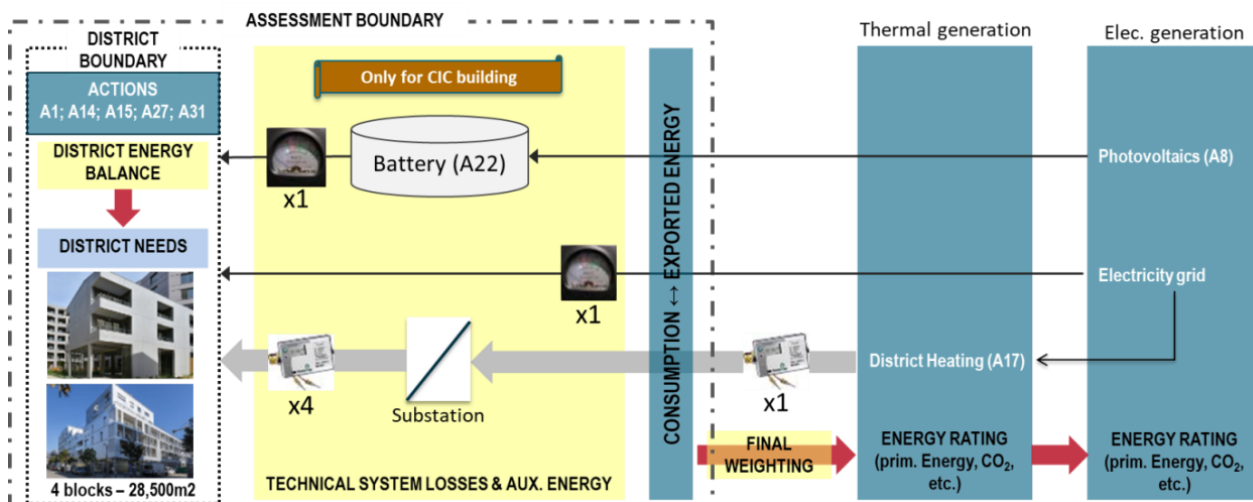 ASSESSMENT BOUNDARY
DISTRICT
BOUNDARY
ACTIONS
A1; A14; A15; A27; A31
DISTRICT ENERGY
BALANCE
DISTRICT NEEDS
4 blocks – 28,500m2
Only for CIC building
Battery (A22)
x1
x1
x4
Substation
TECHNICAL SYSTEM LOSSES & AUX. ENERGY
CONSUMPTION ↔ EXPORTED ENERGY
x1
FINAL
WEIGHTING
Thermal generation
District Heating (A17)
ENERGY RATING
(prim. Energy, CO₂,
etc.)
Elec. generation
Photovoltaics (A8)
Electricity grid
ENERGY RATING
(prim. Energy, CO₂,
etc.)